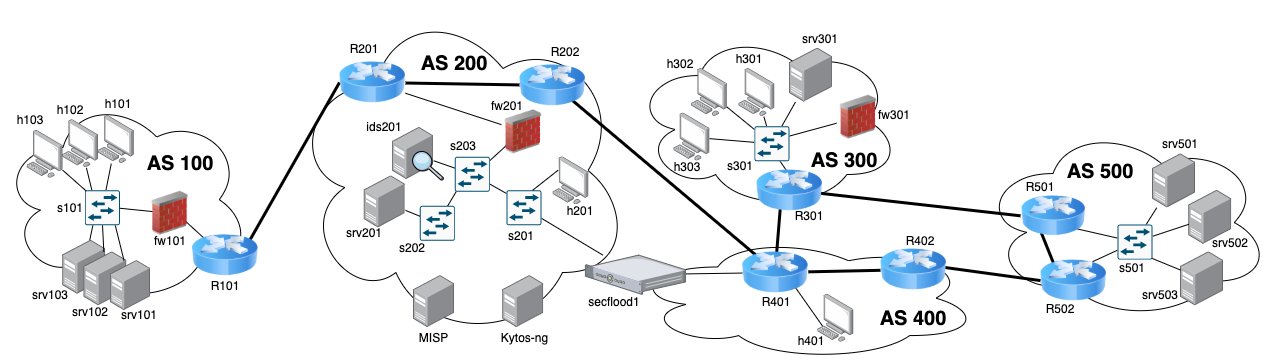 AS 100
h103
h102
h101
s101
fw101
R101
srv103
srv102
srv101
AS 200
R201
R202
ids201
s203
fw201
srv201
s202
s201
h201
MISP
Kytos-ng
secflood1
AS 300
h302
h301
srv301
h303
s301
fw301
R301
AS 400
R401
R402
h401
AS 500
R501
R502
s501
srv501
srv502
srv503